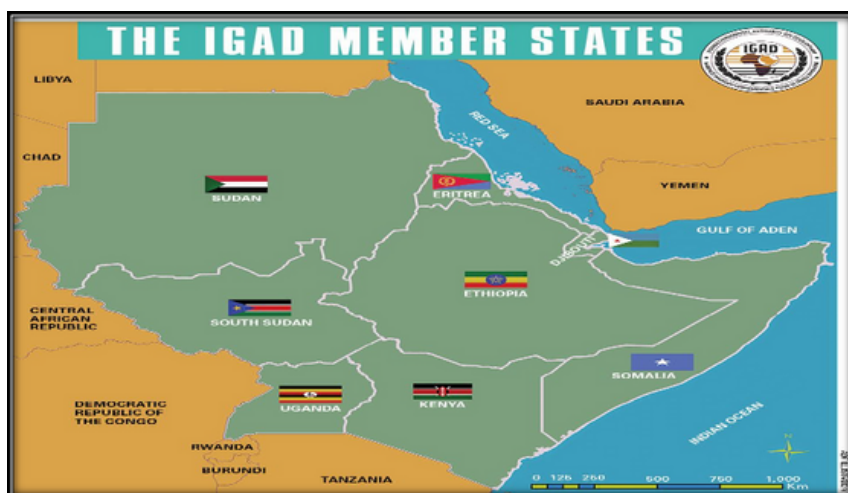 THE IGAD MEMBER STATES
IGAD
LIBYA
SAUDI ARABIA
RED SEA
CHAD
YEMEN
SUDAN
ERITREA
GULF OF ADEN
DJIBOUTI
ETHIOPIA
CENTRAL
AFRICAN
REPUBLIC
SOUTH SUDAN
SOMALIA
DEMOCRATIC
REPUBLIC OF
THE CONGO
UGANDA
KENYA
INDIAN OCEAN
N
RWANDA
BURUNDI
TANZANIA
0 125 250 500 750 1,000
Km